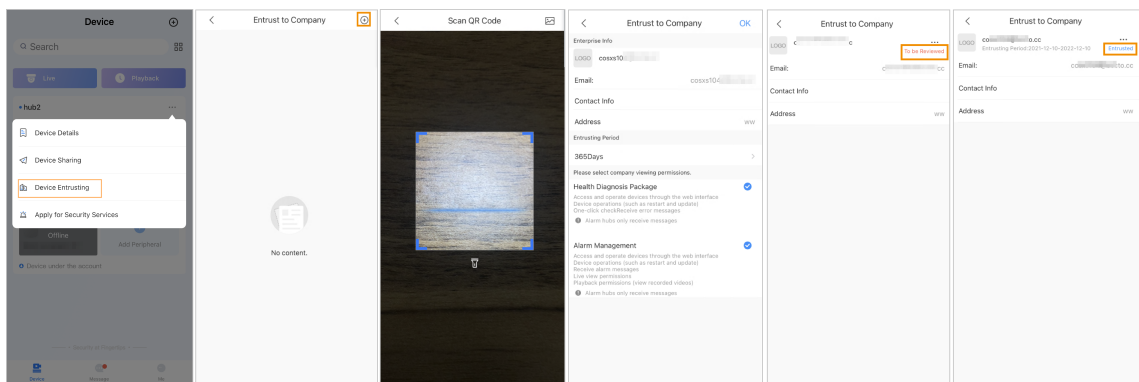 Device
Search
Live
Playback
hub2
Device Details
Device Sharing
Device Entrusting
Apply for Security Services
Offline
Add Peripheral
Device under the account
Device
Message
Me
Entrust to Company
No content.
Scan QR Code
Entrust to Company
OK
Enterprise Info
LOGO
cosxs10
Email:
cosxs104
Contact Info
Address
ww
Entrusting Period
365Days
Please select company viewing permissions.
Health Diagnosis Package
Access and operate devices through the web interface
Device operations (such as restart and update)
One-click checkReceive error messages
Alarm hubs only receive messages
Alarm Management
Access and operate devices through the web interface
Device operations (such as restart and update)
Receive alarm messages
Live view permissions
Playback permissions (view recorded videos)
Alarm hubs only receive messages
Entrust to Company
LOGO
c
c
To be Reviewed
Email:
c
cc
Contact Info
Address
ww
Entrust to Company
LOGO
Entrusting Period:2021-12-10-2022-12-10
Entrusted
Email:
Contact Info
Address
ww